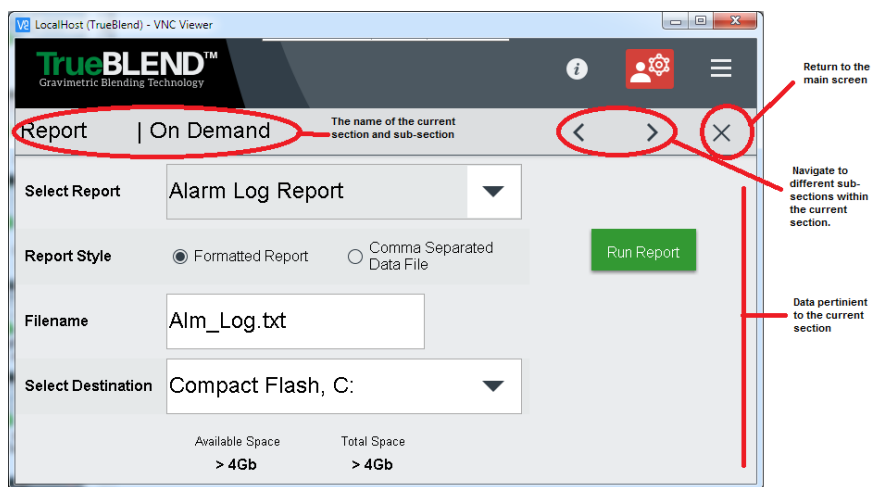 LocalHost (TrueBlend) - VNC Viewer
TrueBLEND™
Gravimetric Blending Technology
Return to the
main screen
Report | On Demand
The name of the current
section and sub-section
Navigate to
different sub-
sections within
the current
section.
Select Report
Alarm Log Report
Report Style
Formatted Report
Comma Separated
Data File
Run Report
Data pertinient
to the current
section
Filename
Alm_Log.txt
Select Destination
Compact Flash, C:
Available Space
Total Space
> 4Gb
> 4Gb